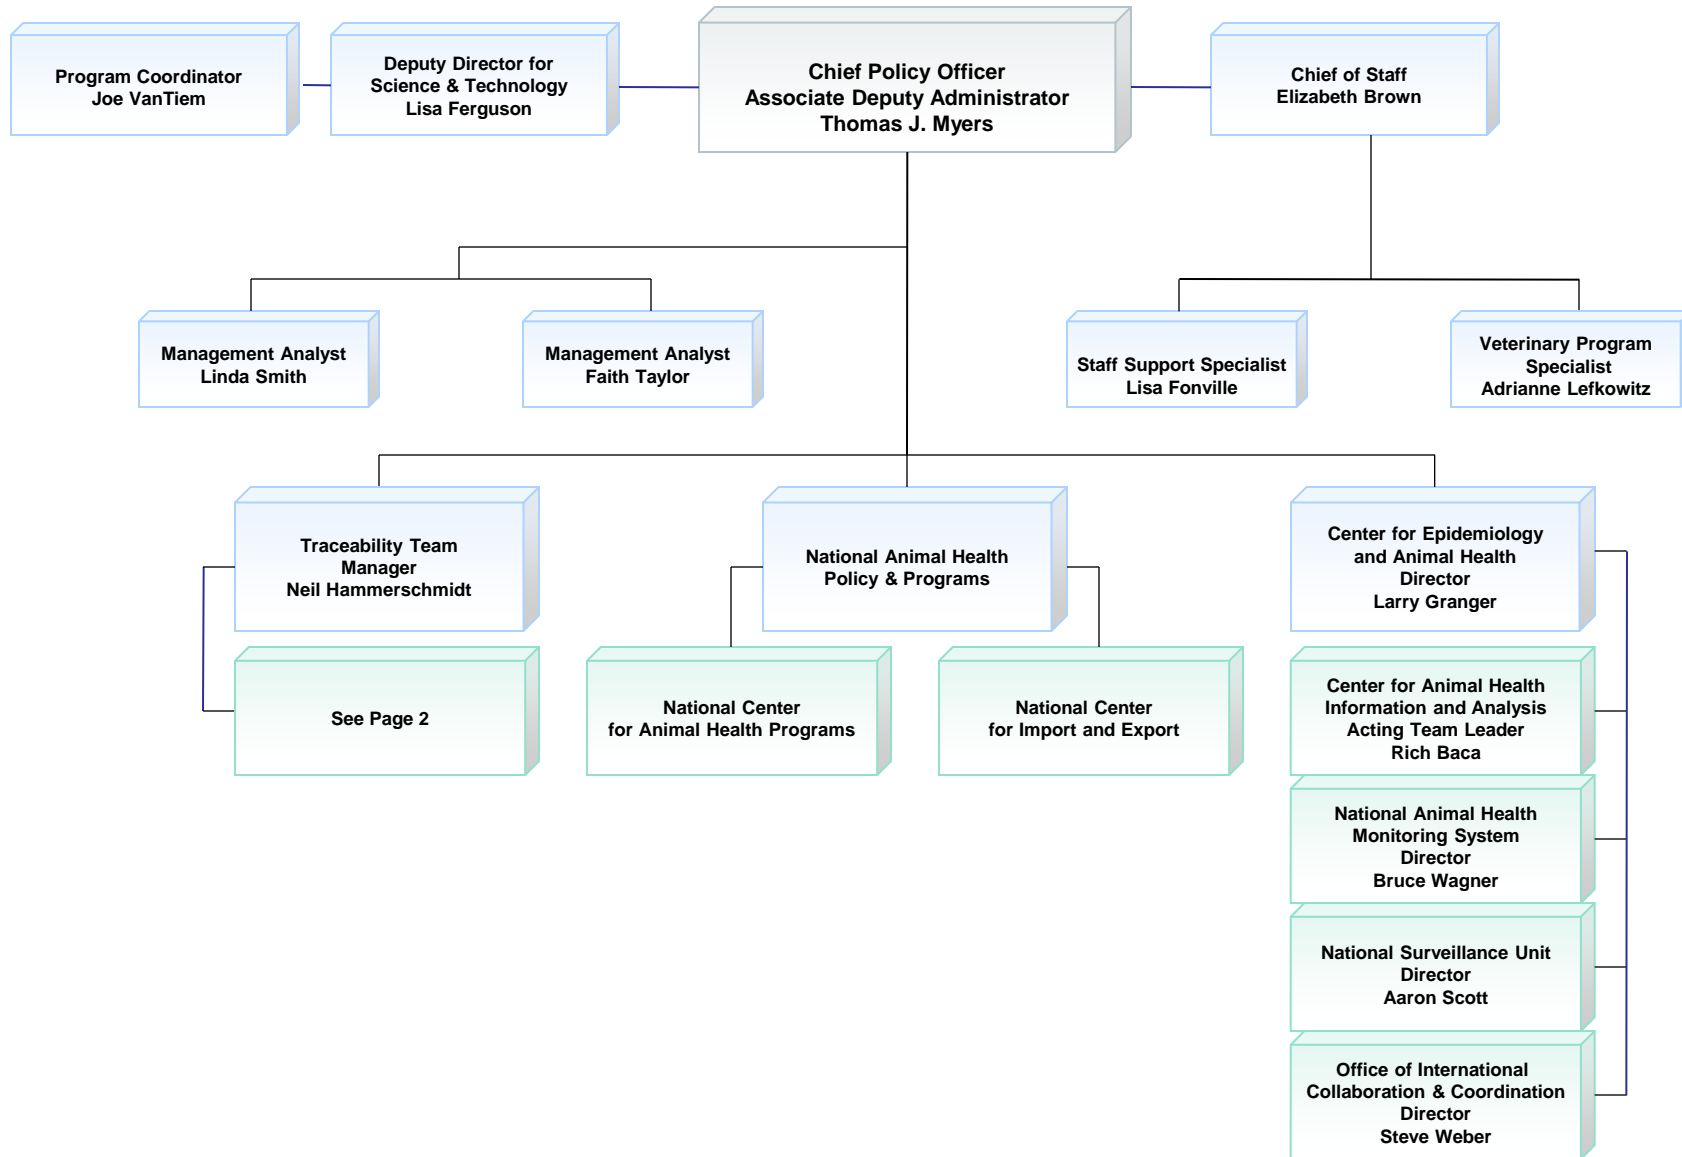 Program Coordinator
Joe VanTiem
Deputy Director for
Science & Technology
Lisa Ferguson
Chief Policy Officer
Associate Deputy Administrator
Thomas J. Myers
Chief of Staff
Elizabeth Brown
Management Analyst
Linda Smith
Management Analyst
Faith Taylor
Staff Support Specialist
Lisa Fonville
Veterinary Program
Specialist
Adrianne Lefkowitz
Traceability Team
Manager
Neil Hammerschmidt
National Animal Health
Policy & Programs
Center for Epidemiology
and Animal Health
Director
Larry Granger
See Page 2
National Center
for Animal Health Programs
National Center
for Import and Export
Center for Animal Health
Information and Analysis
Acting Team Leader
Rich Baca
National Animal Health
Monitoring System
Director
Bruce Wagner
National Surveillance Unit
Director
Aaron Scott
Office of International
Collaboration & Coordination
Director
Steve Weber